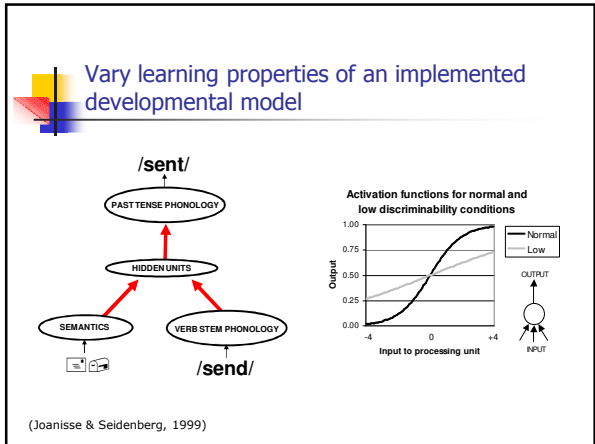 Vary learning properties of an implemented
developmental model
/sent/
PAST TENSE PHONOLOGY
HIDDEN UNITS
SEMANTICS
VERB STEM PHONOLOGY
/send/
Activation functions for normal and
low discriminability conditions
1.00
0.75
0.50
0.25
0.00
Output
-4
0
+4
Input to processing unit
Normal
Low
OUTPUT
INPUT
(Joanisse & Seidenberg, 1999)